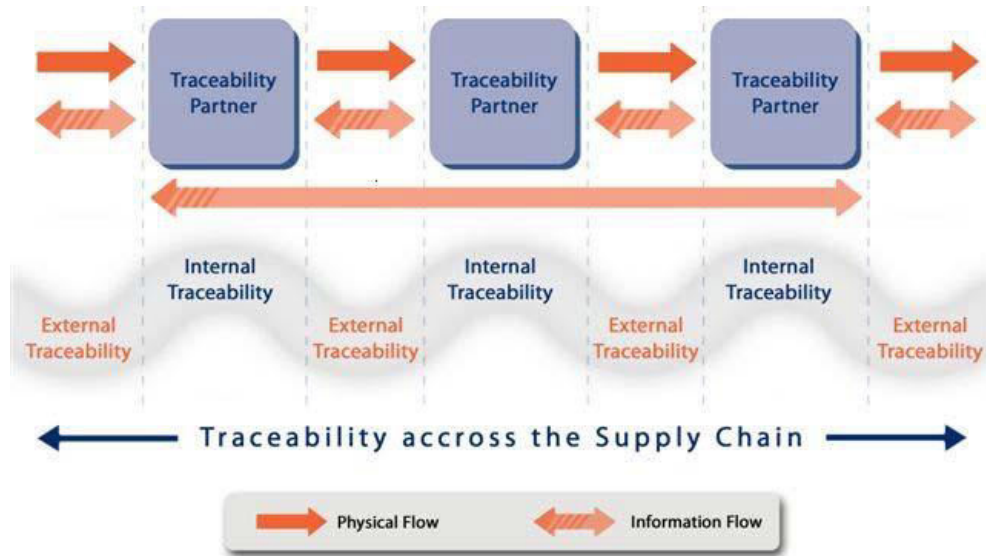 Traceability
Partner
Traceability
Partner
Traceability
Partner
Internal
Traceability
Internal
Traceability
Internal
Traceability
External
Traceability
External
Traceability
External
Traceability
External
Traceability
Traceability accross the Supply Chain
Physical Flow
Information Flow